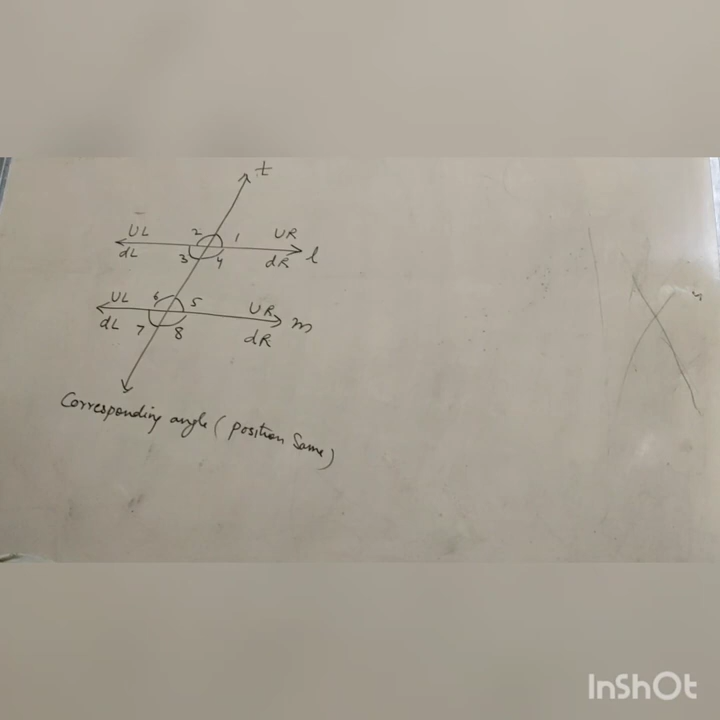 t
UL 2 1 UR
dL 3 4 dR l
UL 6 5 UR
dL 7 8 dR m
Corresponding angle (position Same)
InShOt